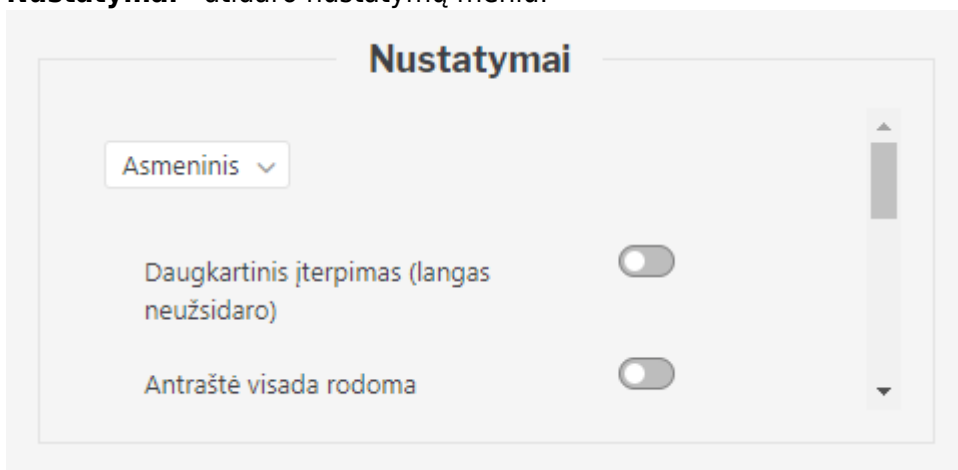 Nustatymai
Asmeninis
Daugkartinis įterpimas (langas
neužsidaro)
Antraštė visada rodoma